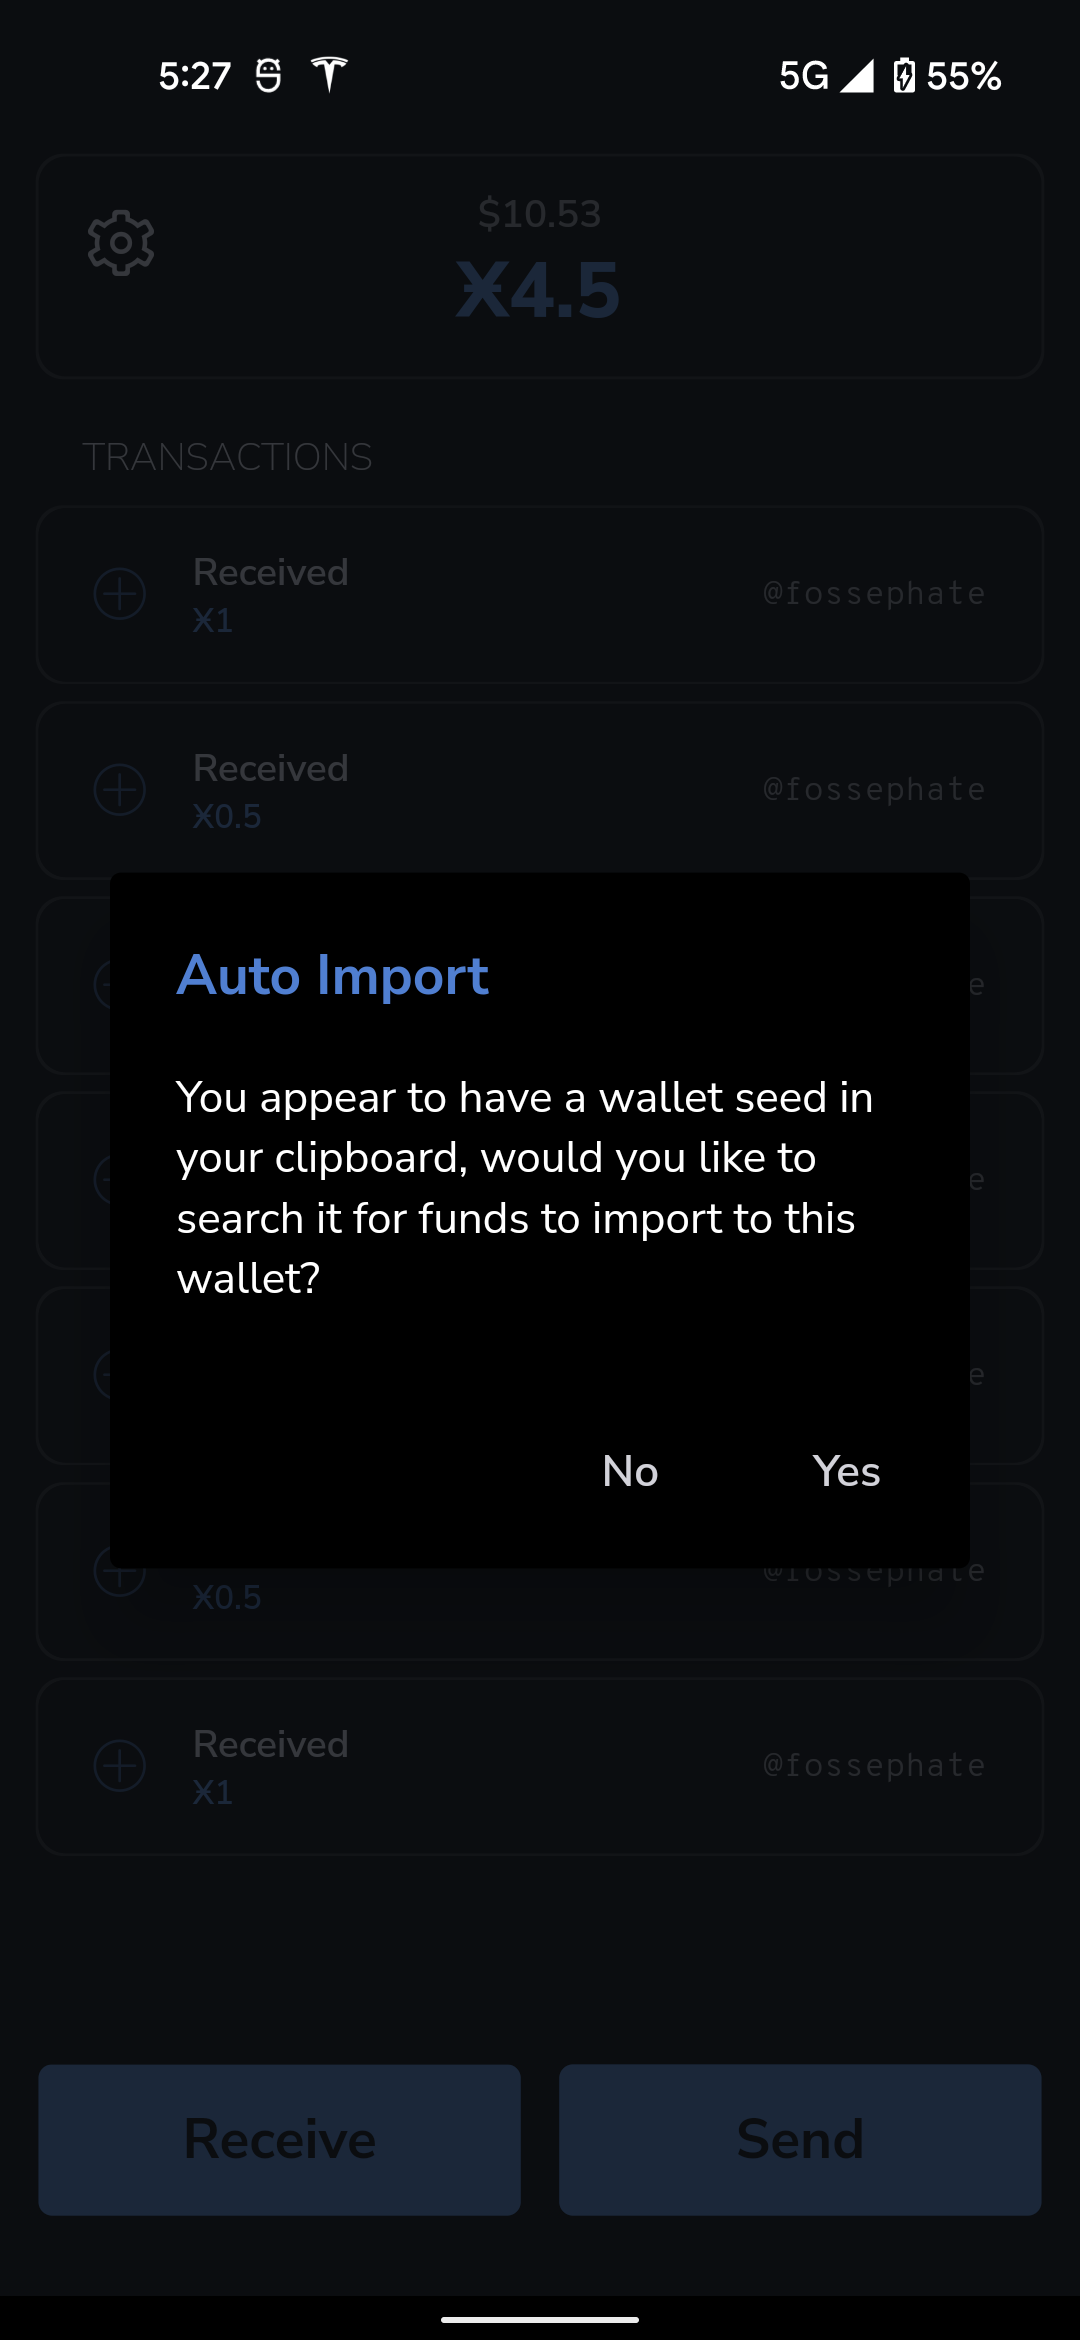 5:27
5G 55%
$10.53
Ӿ4.5
TRANSACTIONS
Received
Ӿ1
@fossephate
Received
Ӿ0.5
@fossephate
Auto Import
You appear to have a wallet seed in
your clipboard, would you like to
search it for funds to import to this
wallet?
No Yes
Ӿ0.5
@fossephate
Received
Ӿ1
@fossephate
Receive
Send